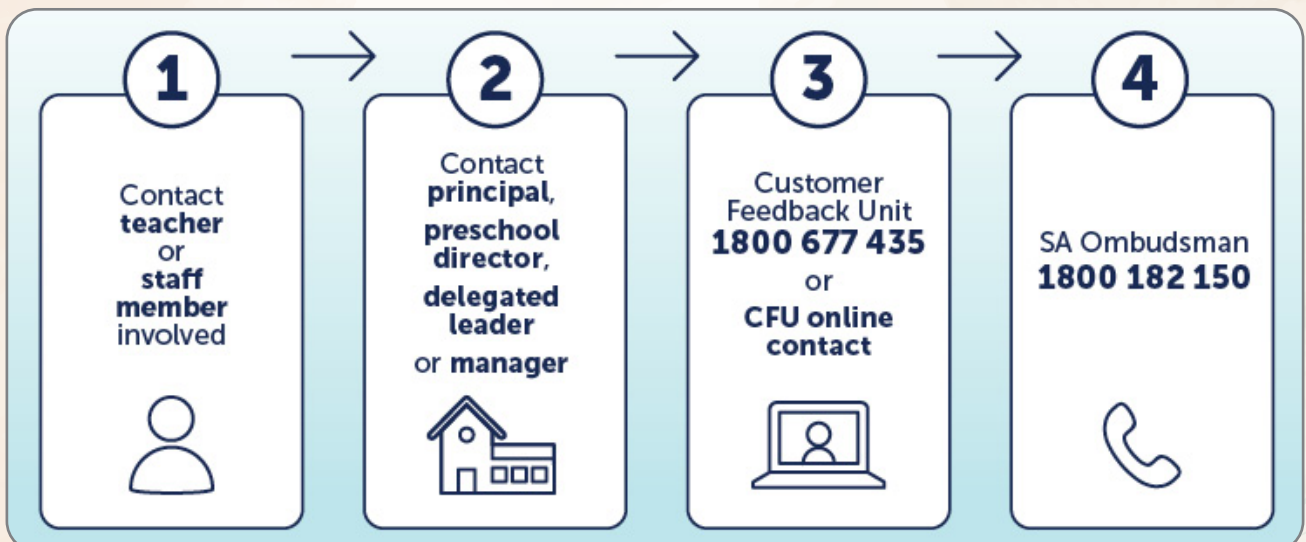 1
Contact
teacher
or
staff
member
involved
2
Contact
principal,
preschool
director,
delegated
leader
or manager
3
Customer
Feedback Unit
1800 677 435
or
CFU online
contact
4
SA Ombudsman
1800 182 150